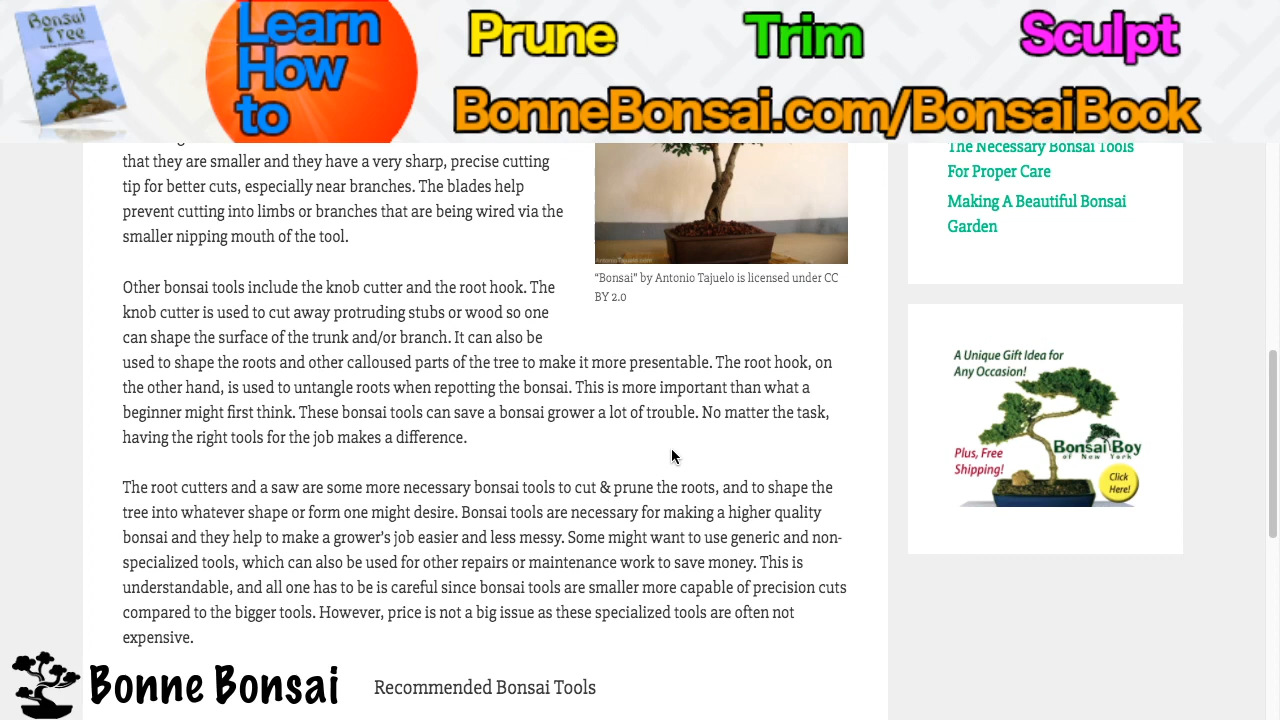 Bonsai
Tree
Learn
How
to
Prune
Trim
Sculpt
BonneBonsai.com/BonsaiBook
that they are smaller and they have a very sharp, precise cutting
tip for better cuts, especially near branches. The blades help
prevent cutting into limbs or branches that are being wired via the
smaller nipping mouth of the tool.
Other bonsai tools include the knob cutter and the root hook. The
knob cutter is used to cut away protruding stubs or wood so one
can shape the surface of the trunk and/or branch. It can also be
used to shape the roots and other calloused parts of the tree to make it more presentable. The root hook, on
the other hand, is used to untangle roots when repotting the bonsai. This is more important than what a
beginner might first think. These bonsai tools can save a bonsai grower a lot of trouble. No matter the task,
having the right tools for the job makes a difference.
The root cutters and a saw are some more necessary bonsai tools to cut & prune the roots, and to shape the
tree into whatever shape or form one might desire. Bonsai tools are necessary for making a higher quality
bonsai and they help to make a grower's job easier and less messy. Some might want to use generic and non-
specialized tools, which can also be used for other repairs or maintenance work to save money. This is
understandable, and all one has to be is careful since bonsai tools are smaller more capable of precision cuts
compared to the bigger tools. However, price is not a big issue as these specialized tools are often not
expensive.
Recommended Bonsai Tools
"Bonsai" by Antonio Tajuelo is licensed under CC
BY 2.0
The Necessary Bonsai Tools
For Proper Care
Making A Beautiful Bonsai
Garden
A Unique Gift Idea for
Any Occasion!
Bonsai Boy
of New York
Plus, Free
Shipping!
Click
Here!
Bonne Bonsai